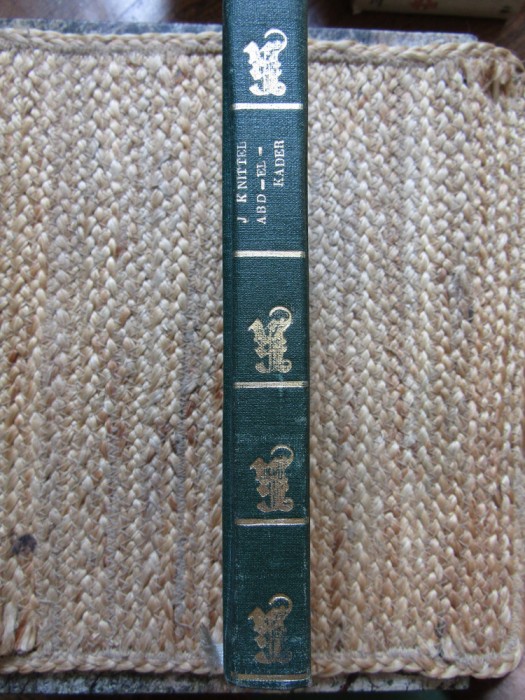 J KNITTEL
ABD-EL-
KADER